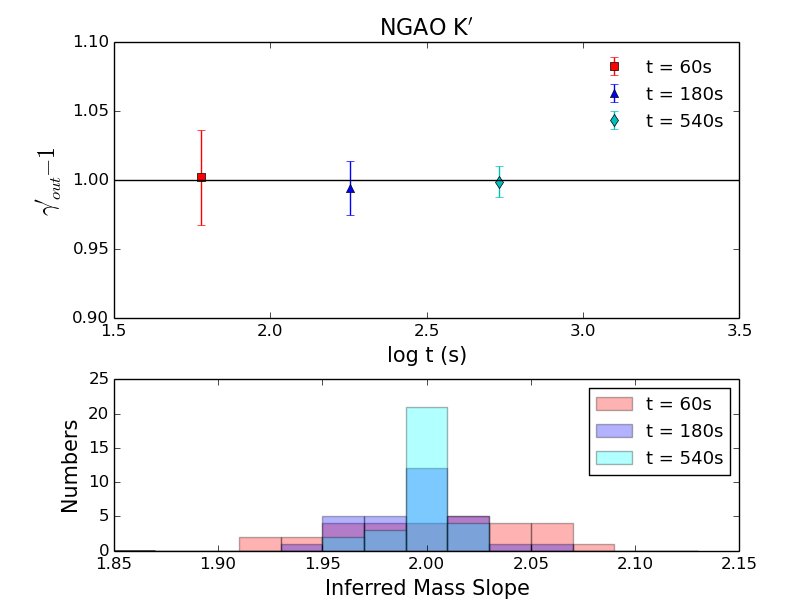 NGAO K′
1.10
1.05
1.00
0.95
0.90
γ′out−1
t = 60s
t = 180s
t = 540s
1.5 2.0 2.5 3.0 3.5
log t (s)
25
20
15
10
5
0
Numbers
t = 60s
t = 180s
t = 540s
1.85 1.90 1.95 2.00 2.05 2.10 2.15
Inferred Mass Slope